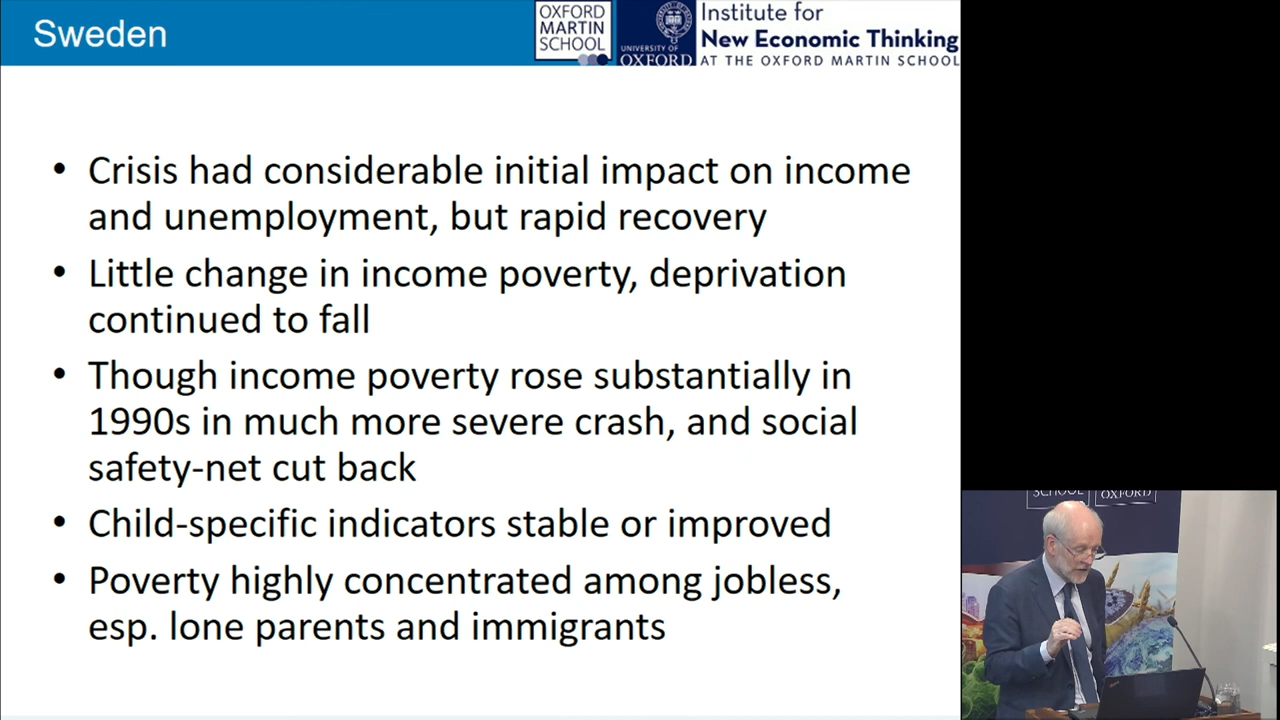 Sweden
OXFORD
MARTIN
SCHOOL
UNIVERSITY OF
OXFORD
Institute for
New Economic Thinking
AT THE OXFORD MARTIN SCHOOL
• Crisis had considerable initial impact on income
and unemployment, but rapid recovery
• Little change in income poverty, deprivation
continued to fall
• Though income poverty rose substantially in
1990s in much more severe crash, and social
safety-net cut back
• Child-specific indicators stable or improved
• Poverty highly concentrated among jobless,
esp. lone parents and immigrants
SCHOOL
OXFORD